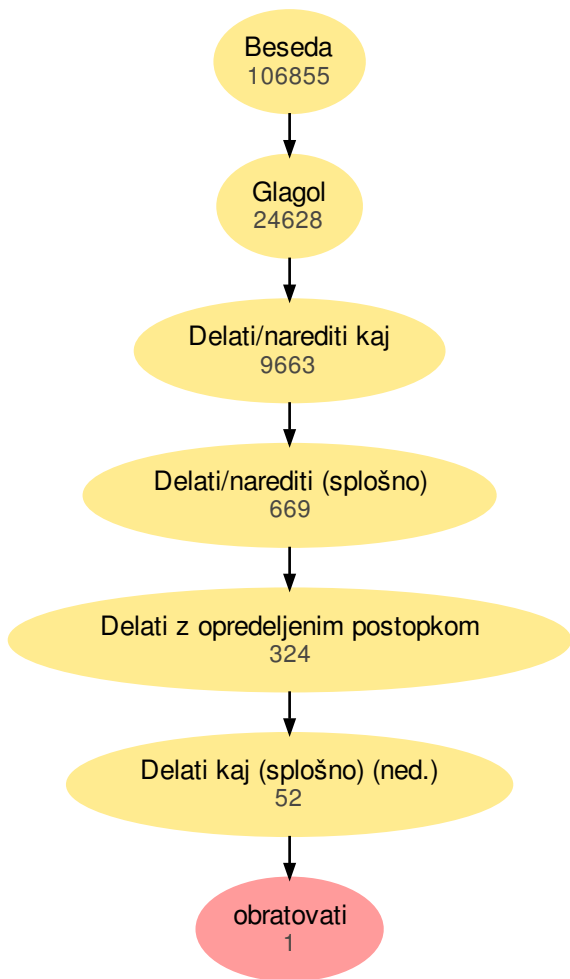 Beseda
106855
Glagol
24628
Delati/narediti kaj
9663
Delati/narediti (splošno)
669
Delati z opredeljenim postopkom
324
Delati kaj (splošno) (ned.)
52
obratovati
1